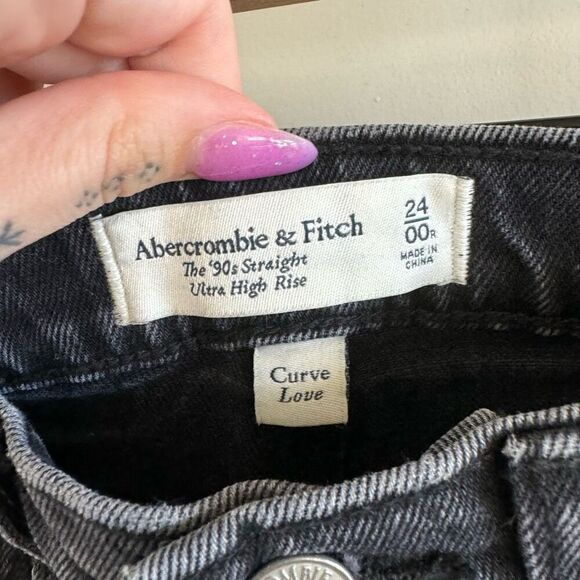 Abercrombie & Fitch
The '90s Straight
Ultra High Rise
24
00R
MADE IN
CHINA
Curve
Love